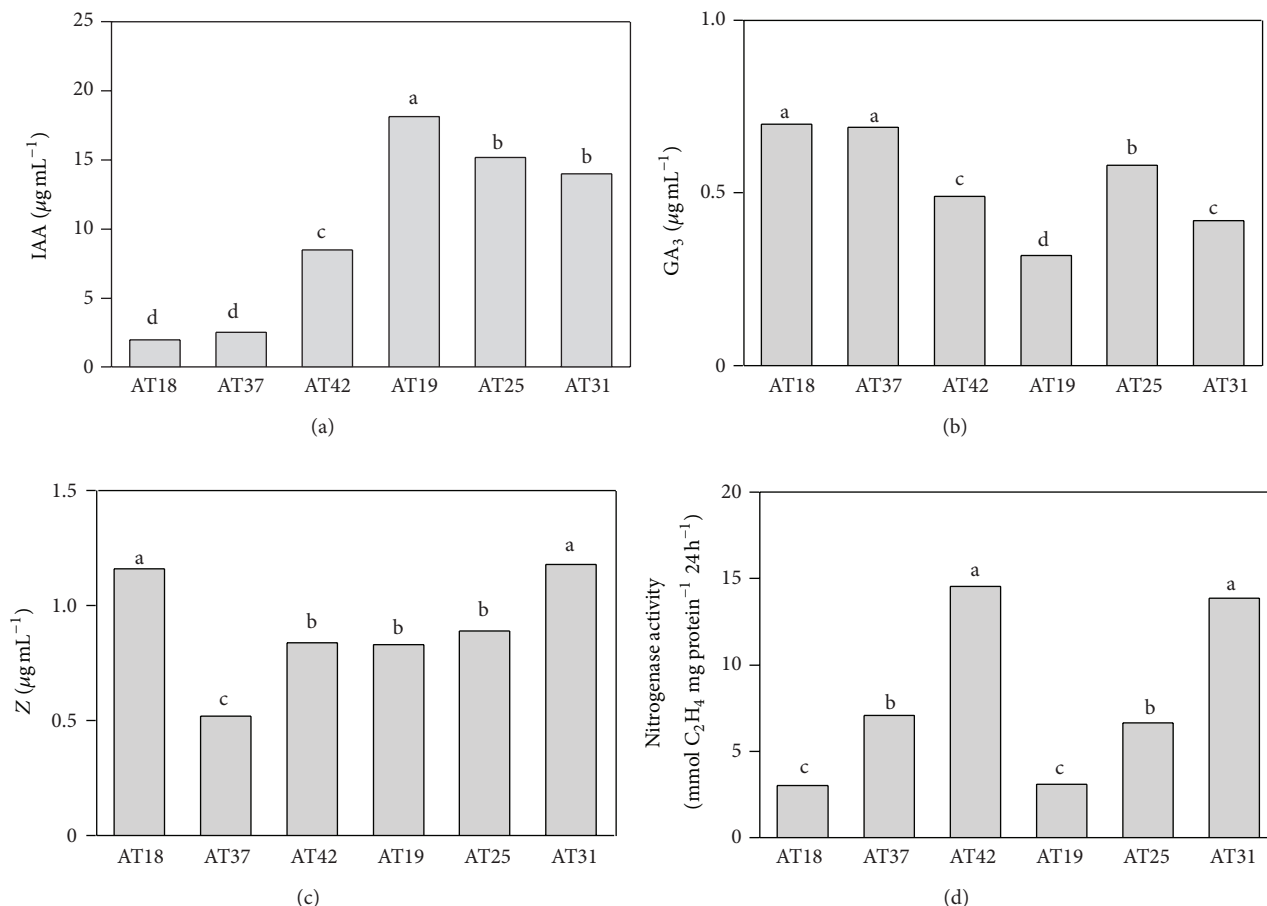 25
20
15
10
5
0
IAA (μg mL⁻¹)
d
d
c
a
b
b
AT18 AT37 AT42 AT19 AT25 AT31
(a)
1.0
0.5
0
GA₃ (μg mL⁻¹)
a
a
c
d
b
c
AT18 AT37 AT42 AT19 AT25 AT31
(b)
1.5
1.0
0.5
0
Z (μg mL⁻¹)
a
c
b
b
b
a
AT18 AT37 AT42 AT19 AT25 AT31
(c)
20
15
10
5
0
Nitrogenase activity
(mmol C₂H₄ mg protein⁻¹ 24 h⁻¹)
c
b
a
c
b
a
AT18 AT37 AT42 AT19 AT25 AT31
(d)